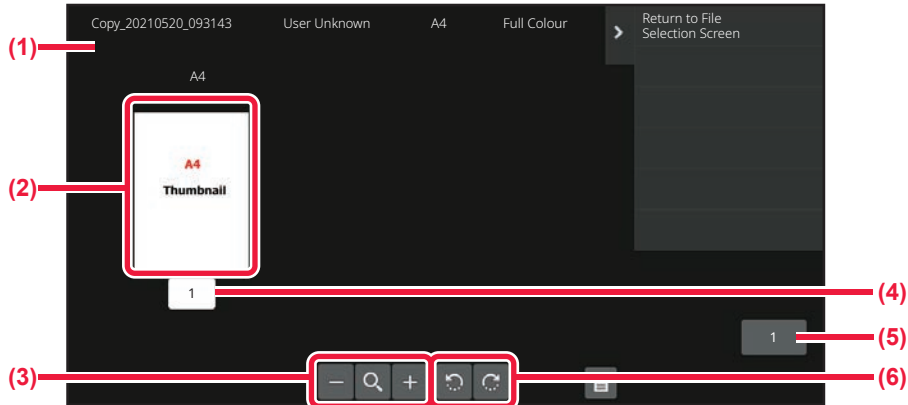 Copy_20210520_093143 User Unknown A4 Full Colour
Return to File
Selection Screen
(1)
A4
(2)
A4
Thumbnail
1
(4)
1
(5)
(3)
(6)